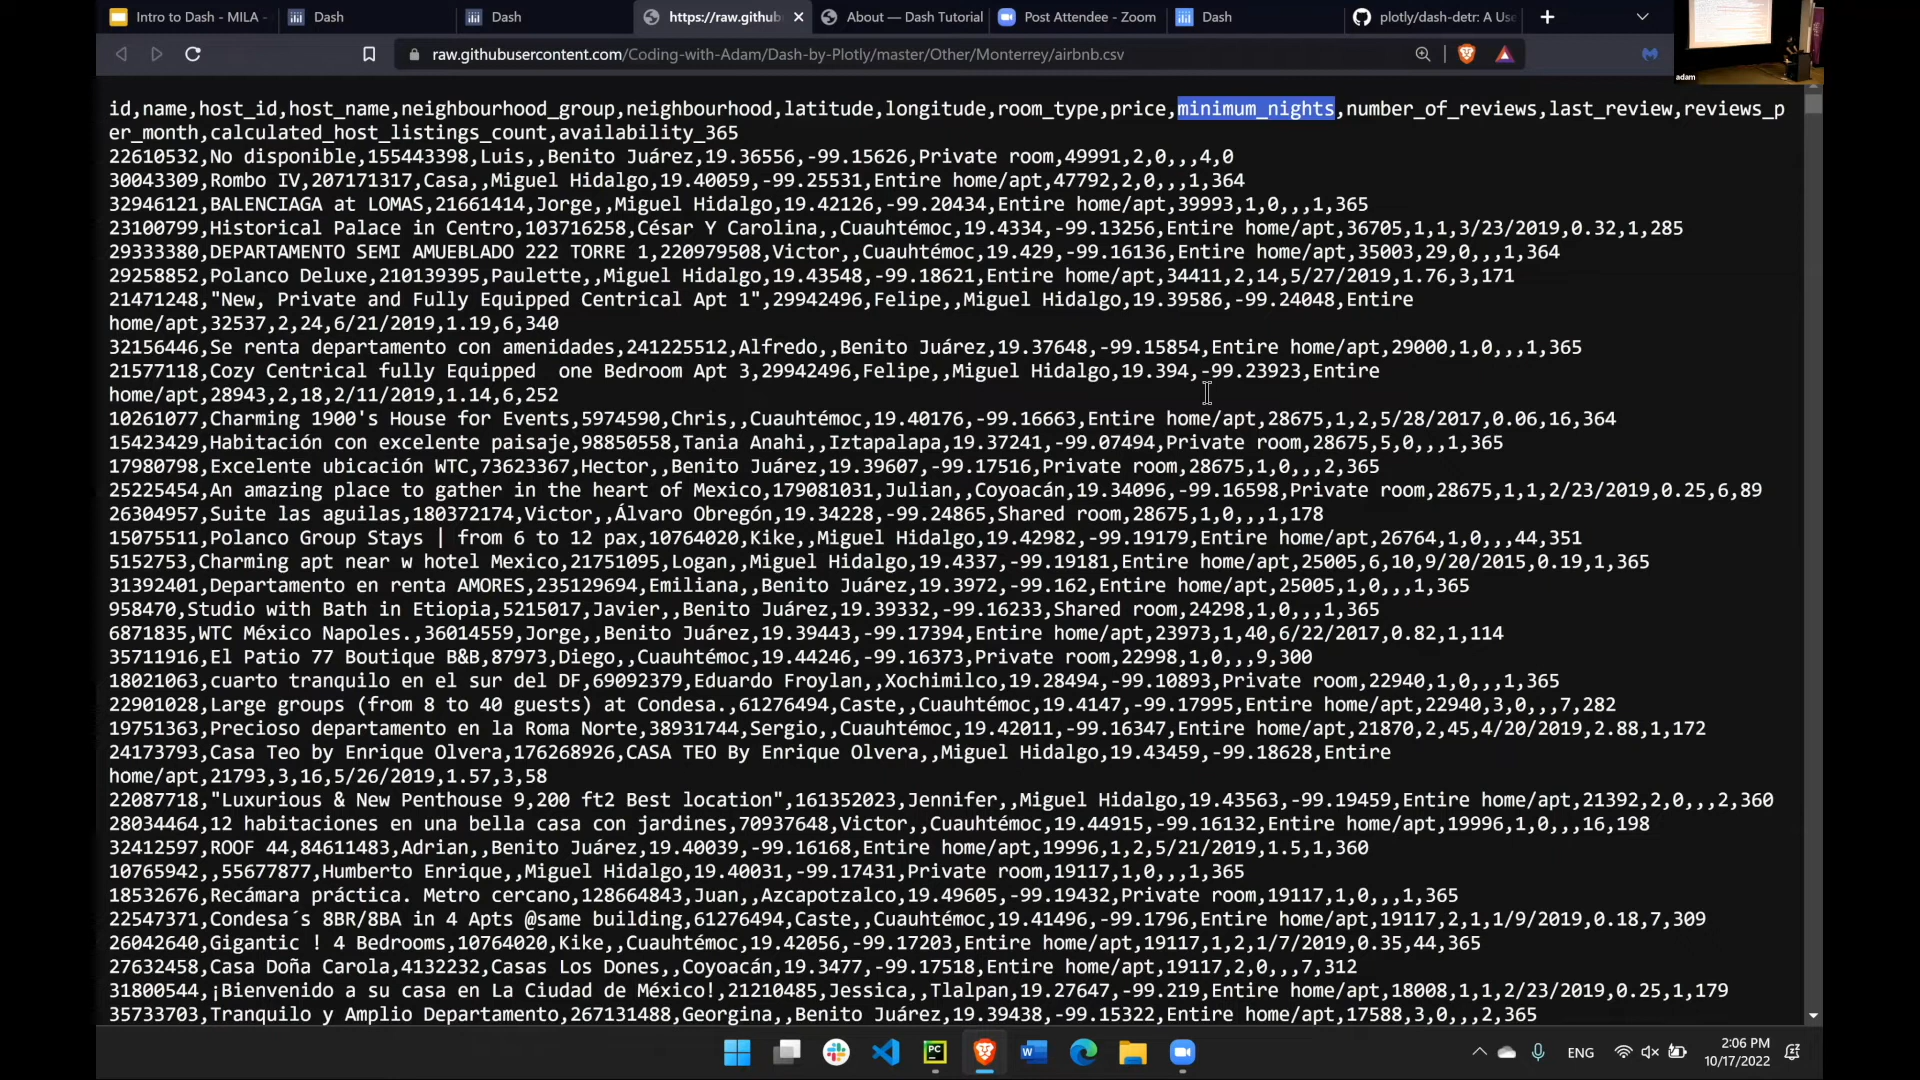 Intro to Dash - MILA - Dash Dash https://raw.github About — Dash Tutorial Post Attendee - Zoom Dash plotly/dash-detr: A Use
raw.githubusercontent.com/Coding-with-Adam/Dash-by-Plotly/master/Other/Monterrey/airbnb.csv
adam
id,name,host_id,host_name,neighbourhood_group,neighbourhood,latitude,longitude,room_type,price,minimum_nights,number_of_reviews,last_review,reviews_p
er_month,calculated_host_listings_count,availability_365
22610532,No disponible,155443398,Luis,,Benito Juárez,19.36556,-99.15626,Private room,49991,2,0,,,4,0
30043309,Rombo IV,207171317,Casa,,Miguel Hidalgo,19.40059,-99.25531,Entire home/apt,47792,2,0,,,1,364
32946121,BALENCIAGA at LOMAS,21661414,Jorge,,Miguel Hidalgo,19.42126,-99.20434,Entire home/apt,39993,1,0,,,1,365
23100799,Historical Palace in Centro,103716258,César Y Carolina,,Cuauhtémoc,19.4334,-99.13256,Entire home/apt,36705,1,1,3/23/2019,0.32,1,285
29333380,DEPARTAMENTO SEMI AMUEBLADO 222 TORRE 1,220979508,Victor,,Cuauhtémoc,19.429,-99.16136,Entire home/apt,35003,29,0,,,1,364
29258852,Polanco Deluxe,210139395,Paulette,,Miguel Hidalgo,19.43548,-99.18621,Entire home/apt,34411,2,14,5/27/2019,1.76,3,171
21471248,"New, Private and Fully Equipped Centrical Apt 1",29942496,Felipe,,Miguel Hidalgo,19.39586,-99.24048,Entire
home/apt,32537,2,24,6/21/2019,1.19,6,340
32156446,Se renta departamento con amenidades,241225512,Alfredo,,Benito Juárez,19.37648,-99.15854,Entire home/apt,29000,1,0,,,1,365
21577118,Cozy Centrical fully Equipped  one Bedroom Apt 3,29942496,Felipe,,Miguel Hidalgo,19.394,-99.23923,Entire
home/apt,28943,2,18,2/11/2019,1.14,6,252
10261077,Charming 1900's House for Events,5974590,Chris,,Cuauhtémoc,19.40176,-99.16663,Entire home/apt,28675,1,2,5/28/2017,0.06,16,364
15423429,Habitación con excelente paisaje,98850558,Tania Anahi,,Iztapalapa,19.37241,-99.07494,Private room,28675,5,0,,,1,365
17980798,Excelente ubicación WTC,73623367,Hector,,Benito Juárez,19.39607,-99.17516,Private room,28675,1,0,,,2,365
25225454,An amazing place to gather in the heart of Mexico,179081031,Julian,,Coyoacán,19.34096,-99.16598,Private room,28675,1,1,2/23/2019,0.25,6,89
26304957,Suite las aguilas,180372174,Victor,,Álvaro Obregón,19.34228,-99.24865,Shared room,28675,1,0,,,1,178
15075511,Polanco Group Stays | from 6 to 12 pax,10764020,Kike,,Miguel Hidalgo,19.42982,-99.19179,Entire home/apt,26764,1,0,,,44,351
5152753,Charming apt near w hotel Mexico,21751095,Logan,,Miguel Hidalgo,19.4337,-99.19181,Entire home/apt,25005,6,10,9/20/2015,0.19,1,365
31392401,Departamento en renta AMORES,235129694,Emiliana,,Benito Juárez,19.3972,-99.162,Entire home/apt,25005,1,0,,,1,365
958470,Studio with Bath in Etiopia,5215017,Javier,,Benito Juárez,19.39332,-99.16233,Shared room,24298,1,0,,,1,365
6871835,WTC México Napoles.,36014559,Jorge,,Benito Juárez,19.39443,-99.17394,Entire home/apt,23973,1,40,6/22/2017,0.82,1,114
35711916,El Patio 77 Boutique B&B,87973,Diego,,Cuauhtémoc,19.44246,-99.16373,Private room,22998,1,0,,,9,300
18021063,cuarto tranquilo en el sur del DF,69092379,Eduardo Froylan,,Xochimilco,19.28494,-99.10893,Private room,22940,1,0,,,1,365
22901028,Large groups (from 8 to 40 guests) at Condesa.,61276494,Caste,,Cuauhtémoc,19.4147,-99.17995,Entire home/apt,22940,3,0,,,7,282
19751363,Precioso departamento en la Roma Norte,38931744,Sergio,,Cuauhtémoc,19.42011,-99.16347,Entire home/apt,21870,2,45,4/20/2019,2.88,1,172
24173793,Casa Teo by Enrique Olvera,176268926,CASA TEO By Enrique Olvera,,Miguel Hidalgo,19.43459,-99.18628,Entire
home/apt,21793,3,16,5/26/2019,1.57,3,58
22087718,"Luxurious & New Penthouse 9,200 ft2 Best location",161352023,Jennifer,,Miguel Hidalgo,19.43563,-99.19459,Entire home/apt,21392,2,0,,,2,360
28034464,12 habitaciones en una bella casa con jardines,70937648,Victor,,Cuauhtémoc,19.44915,-99.16132,Entire home/apt,19996,1,0,,,16,198
32412597,ROOF 44,84611483,Adrian,,Benito Juárez,19.40039,-99.16168,Entire home/apt,19996,1,2,5/21/2019,1.5,1,360
10765942,,55677877,Humberto Enrique,,Miguel Hidalgo,19.40031,-99.17431,Private room,19117,1,0,,,1,365
18532676,Recámara práctica. Metro cercano,128664843,Juan,,Azcapotzalco,19.49605,-99.19432,Private room,19117,1,0,,,1,365
22547371,Condesa´s 8BR/8BA in 4 Apts @same building,61276494,Caste,,Cuauhtémoc,19.41496,-99.1796,Entire home/apt,19117,2,1,1/9/2019,0.18,7,309
26042640,Gigantic ! 4 Bedrooms,10764020,Kike,,Cuauhtémoc,19.42056,-99.17203,Entire home/apt,19117,1,2,1/7/2019,0.35,44,365
27632458,Casa Doña Carola,4132232,Casas Los Dones,,Coyoacán,19.3477,-99.17518,Entire home/apt,19117,2,0,,,7,312
31800544,¡Bienvenido a su casa en La Ciudad de México!,21210485,Jessica,,Tlalpan,19.27647,-99.219,Entire home/apt,18008,1,1,2/23/2019,0.25,1,179
35733703,Tranquilo y Amplio Departamento,267131488,Georgina,,Benito Juárez,19.39438,-99.15322,Entire home/apt,17588,3,0,,,2,365
ENG 2:06 PM
10/17/2022